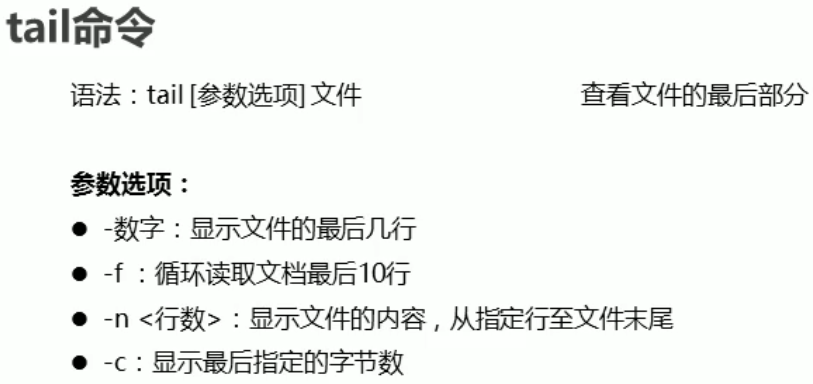 tail命令
语法：tail [参数选项] 文件 查看文件的最后部分
参数选项：
● -数字：显示文件的最后几行
● -f ：循环读取文档最后10行
● -n <行数>：显示文件的内容，从指定行至文件末尾
● -c：显示最后指定的字节数